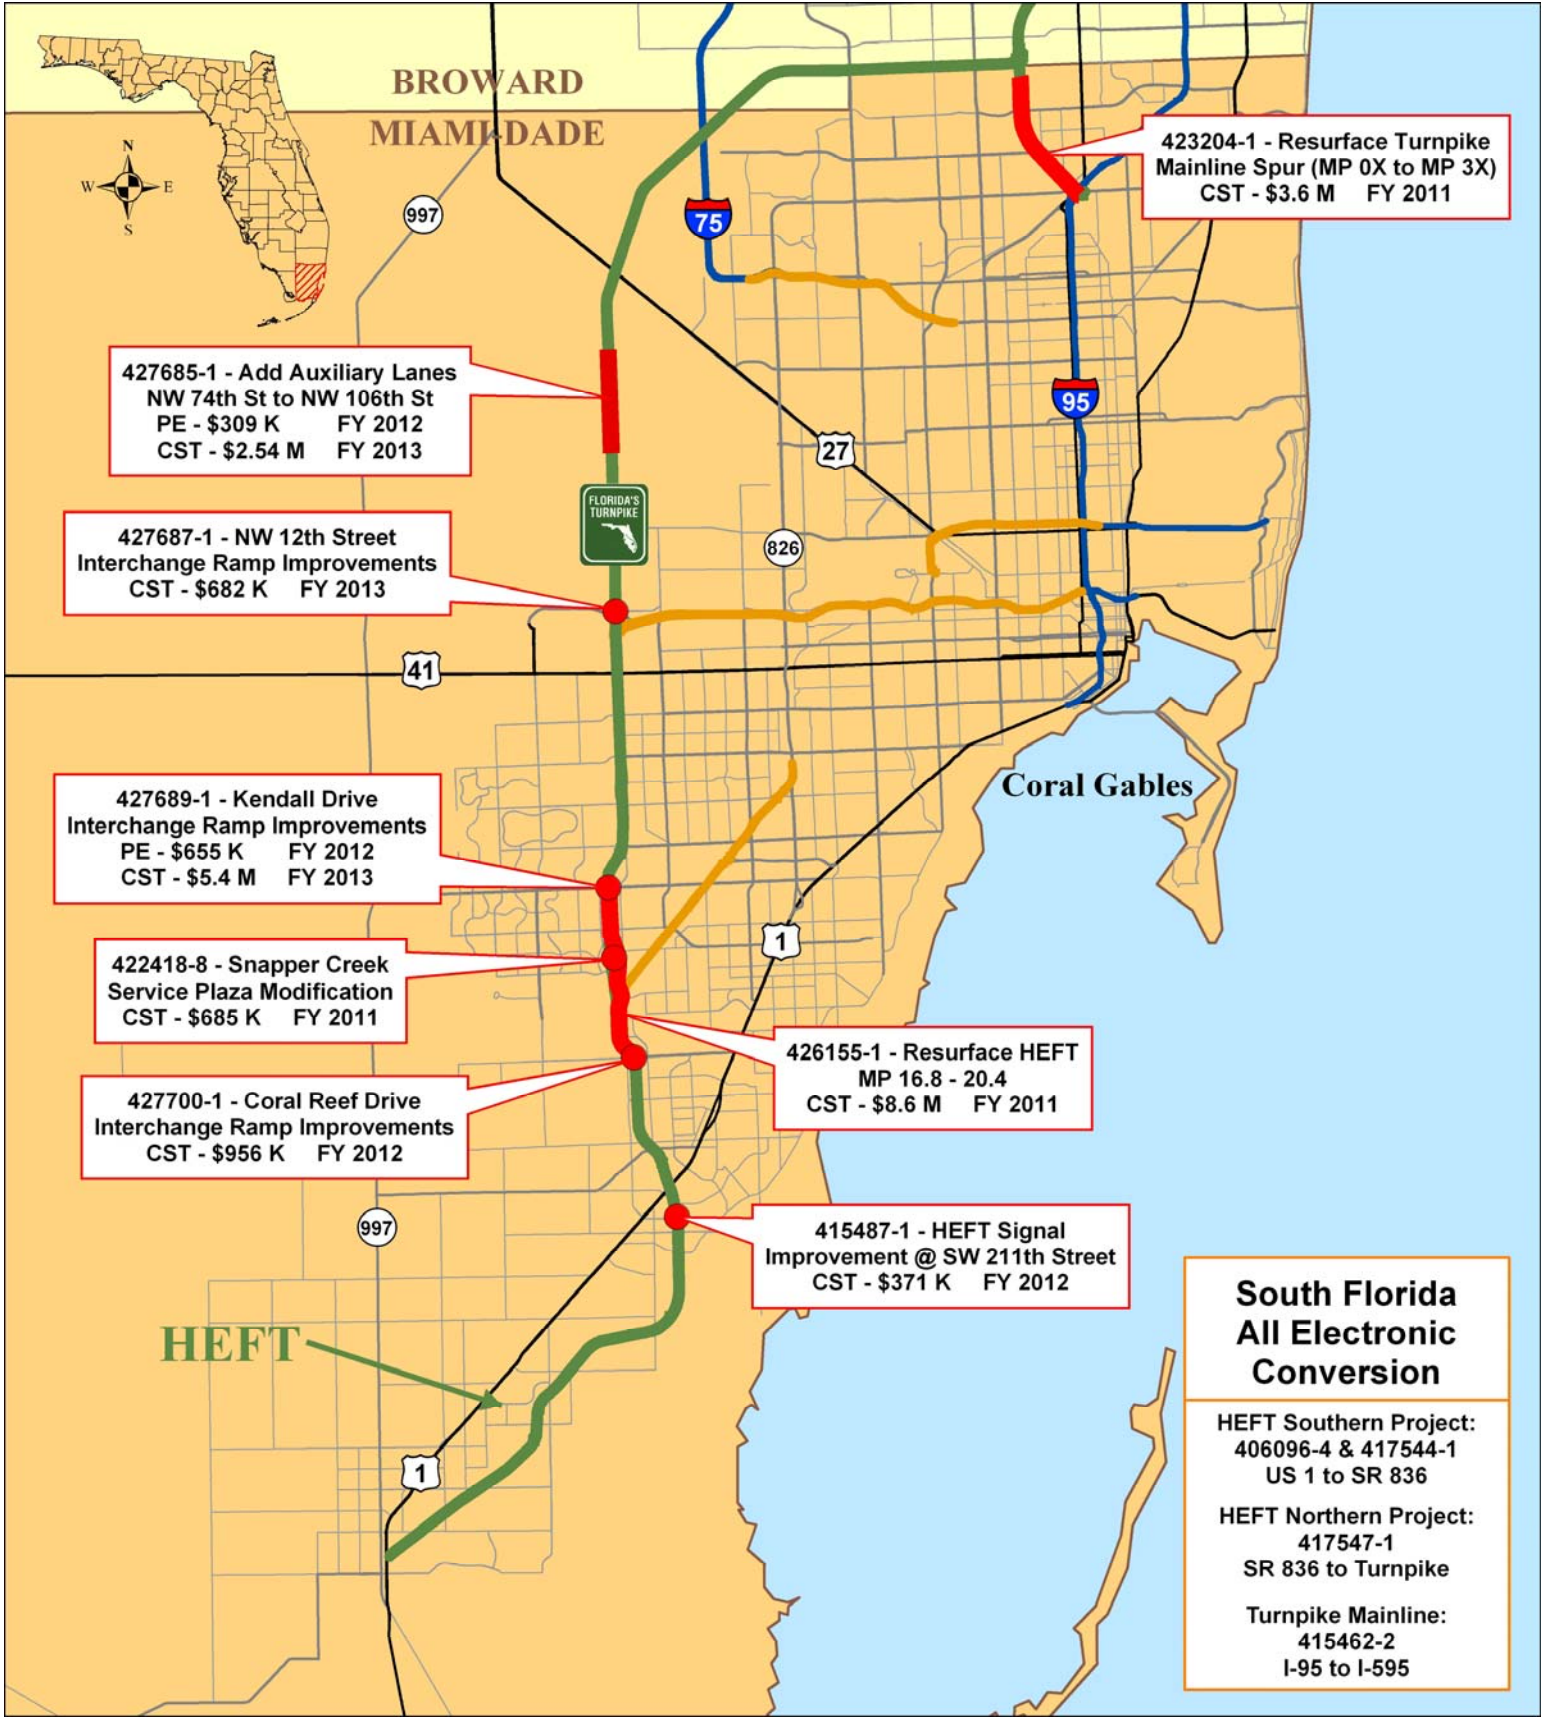 BROWARD
MIAMI-DADE
N
W
E
S
997
75
423204-1 - Resurface Turnpike
Mainline Spur (MP 0X to MP 3X)
CST - $3.6 M FY 2011
427685-1 - Add Auxiliary Lanes
NW 74th St to NW 106th St
PE - $309 K FY 2012
CST - $2.54 M FY 2013
95
27
FLORIDA'S
TURNPIKE
427687-1 - NW 12th Street
Interchange Ramp Improvements
CST - $682 K FY 2013
826
41
Coral Gables
427689-1 - Kendall Drive
Interchange Ramp Improvements
PE - $655 K FY 2012
CST - $5.4 M FY 2013
1
422418-8 - Snapper Creek
Service Plaza Modification
CST - $685 K FY 2011
426155-1 - Resurface HEFT
MP 16.8 - 20.4
CST - $8.6 M FY 2011
427700-1 - Coral Reef Drive
Interchange Ramp Improvements
CST - $956 K FY 2012
997
415487-1 - HEFT Signal
Improvement @ SW 211th Street
CST - $371 K FY 2012
HEFT
1
South Florida
All Electronic
Conversion
HEFT Southern Project:
406096-4 & 417544-1
US 1 to SR 836
HEFT Northern Project:
417547-1
SR 836 to Turnpike
Turnpike Mainline:
415462-2
I-95 to I-595